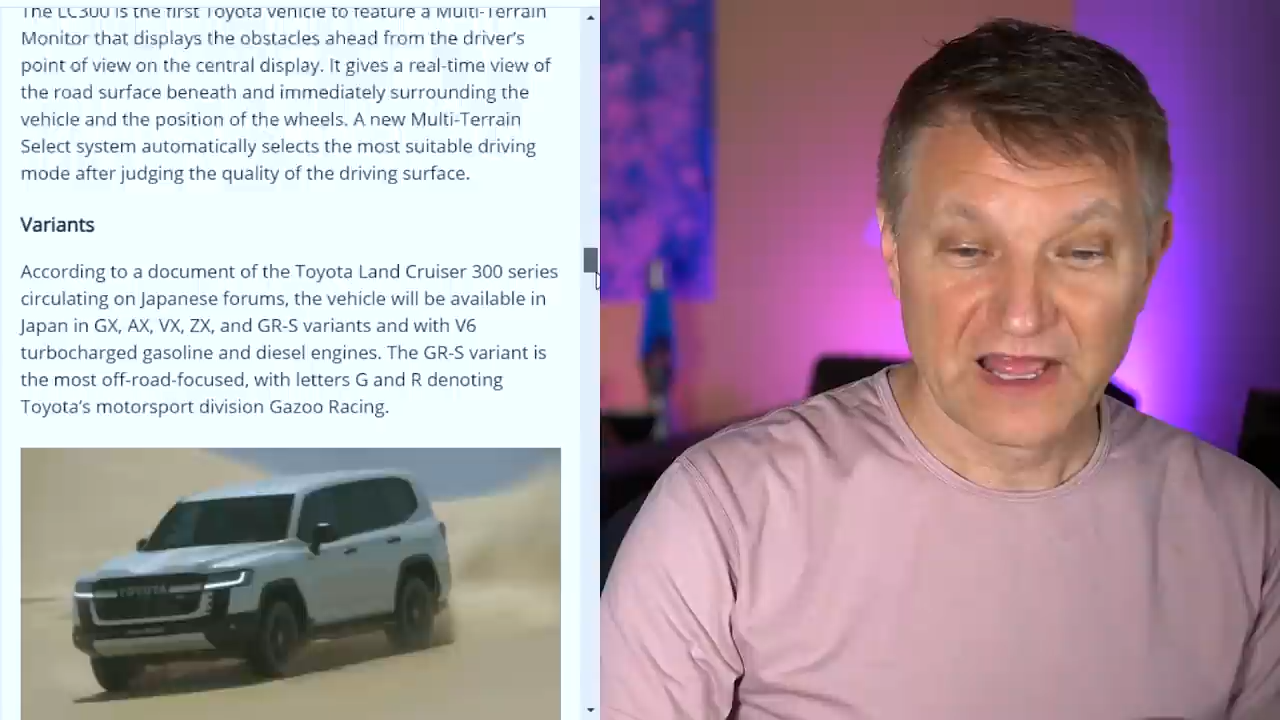 The LC300 is the first Toyota vehicle to feature a Multi-Terrain
Monitor that displays the obstacles ahead from the driver's
point of view on the central display. It gives a real-time view of
the road surface beneath and immediately surrounding the
vehicle and the position of the wheels. A new Multi-Terrain
Select system automatically selects the most suitable driving
mode after judging the quality of the driving surface.
Variants
According to a document of the Toyota Land Cruiser 300 series
circulating on Japanese forums, the vehicle will be available in
Japan in GX, AX, VX, ZX, and GR-S variants and with V6
turbocharged gasoline and diesel engines. The GR-S variant is
the most off-road-focused, with letters G and R denoting
Toyota's motorsport division Gazoo Racing.
TOYOTA